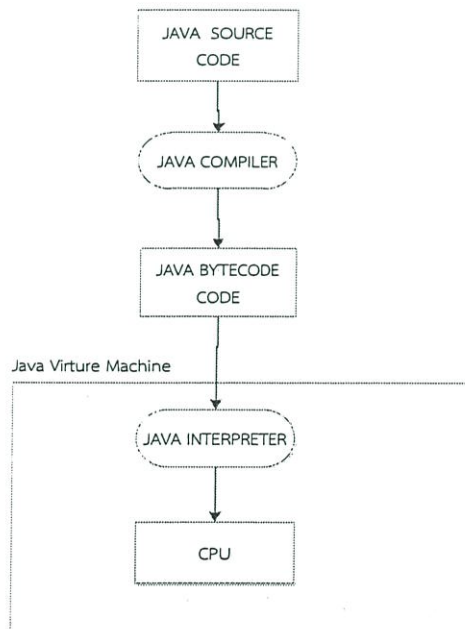 JAVA SOURCE
CODE
JAVA COMPILER
JAVA BYTECODE
CODE
Java Virture Machine
JAVA INTERPRETER
CPU